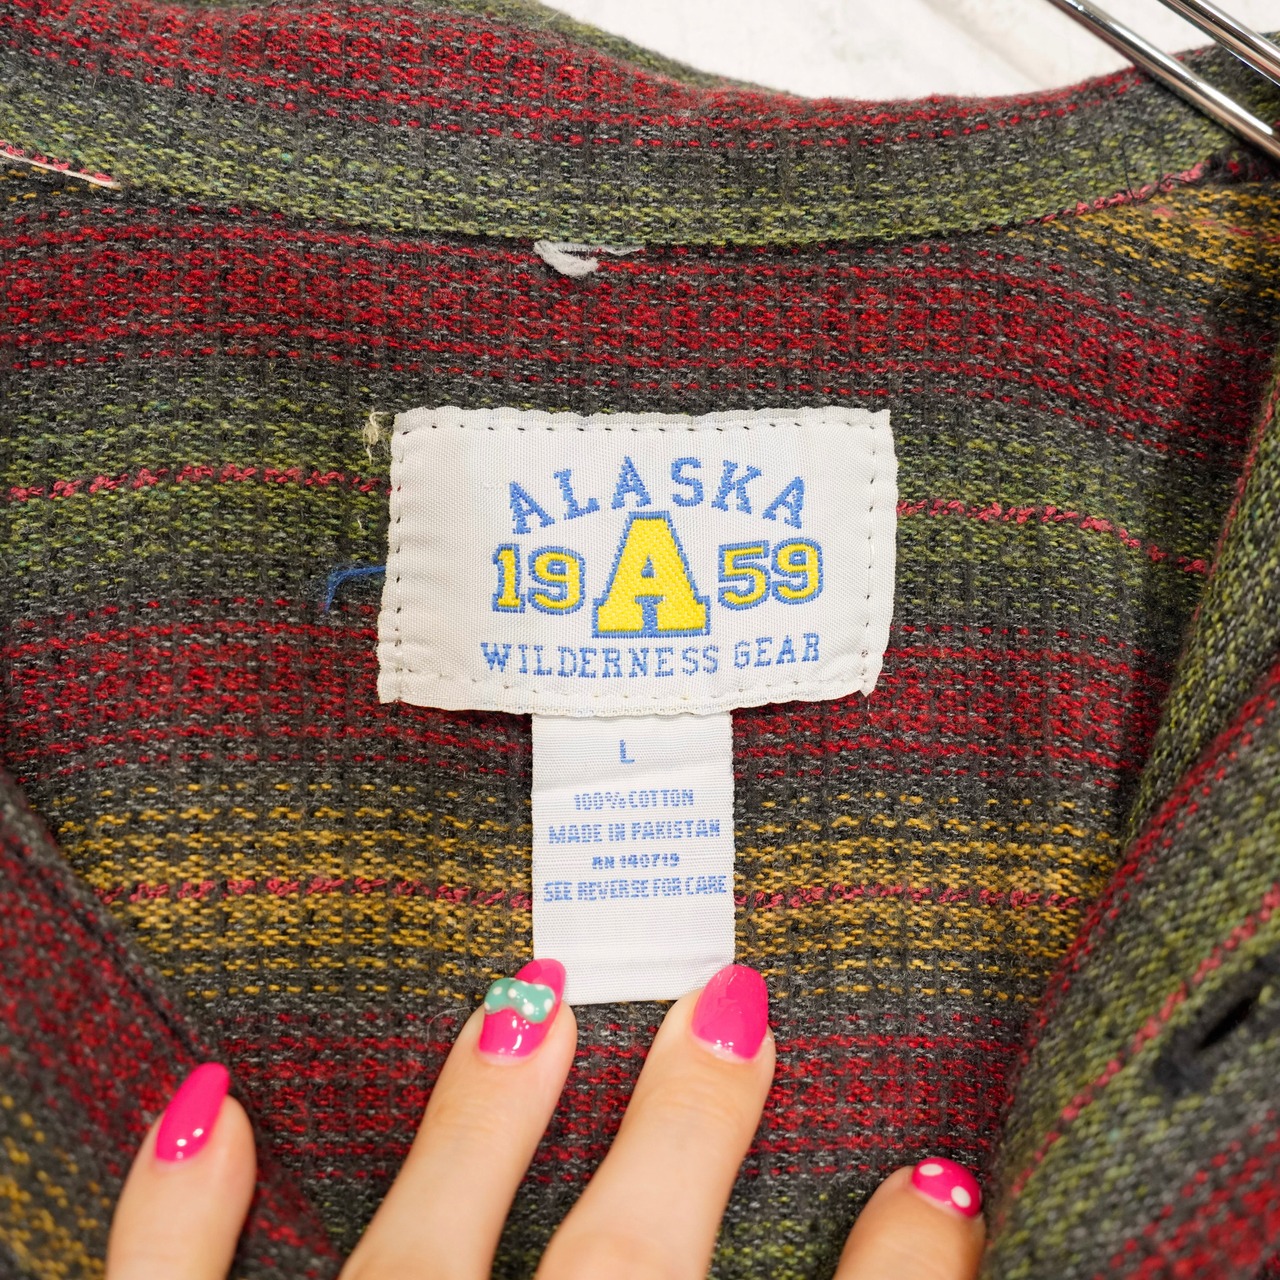 ALASKA
19 A 59
WILDERNESS GEAR
L
100% COTTON
MADE IN PAKISTAN
RN 140719
SEE REVERSE FOR CARE